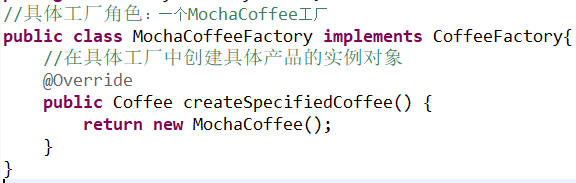 //具体工厂角色：一个MochaCoffee工厂
public class MochaCoffeeFactory implements CoffeeFactory{
    //在具体工厂中创建具体产品的实例对象
    @Override
    public Coffee createSpecifiedCoffee() {
        return new MochaCoffee();
    }
}